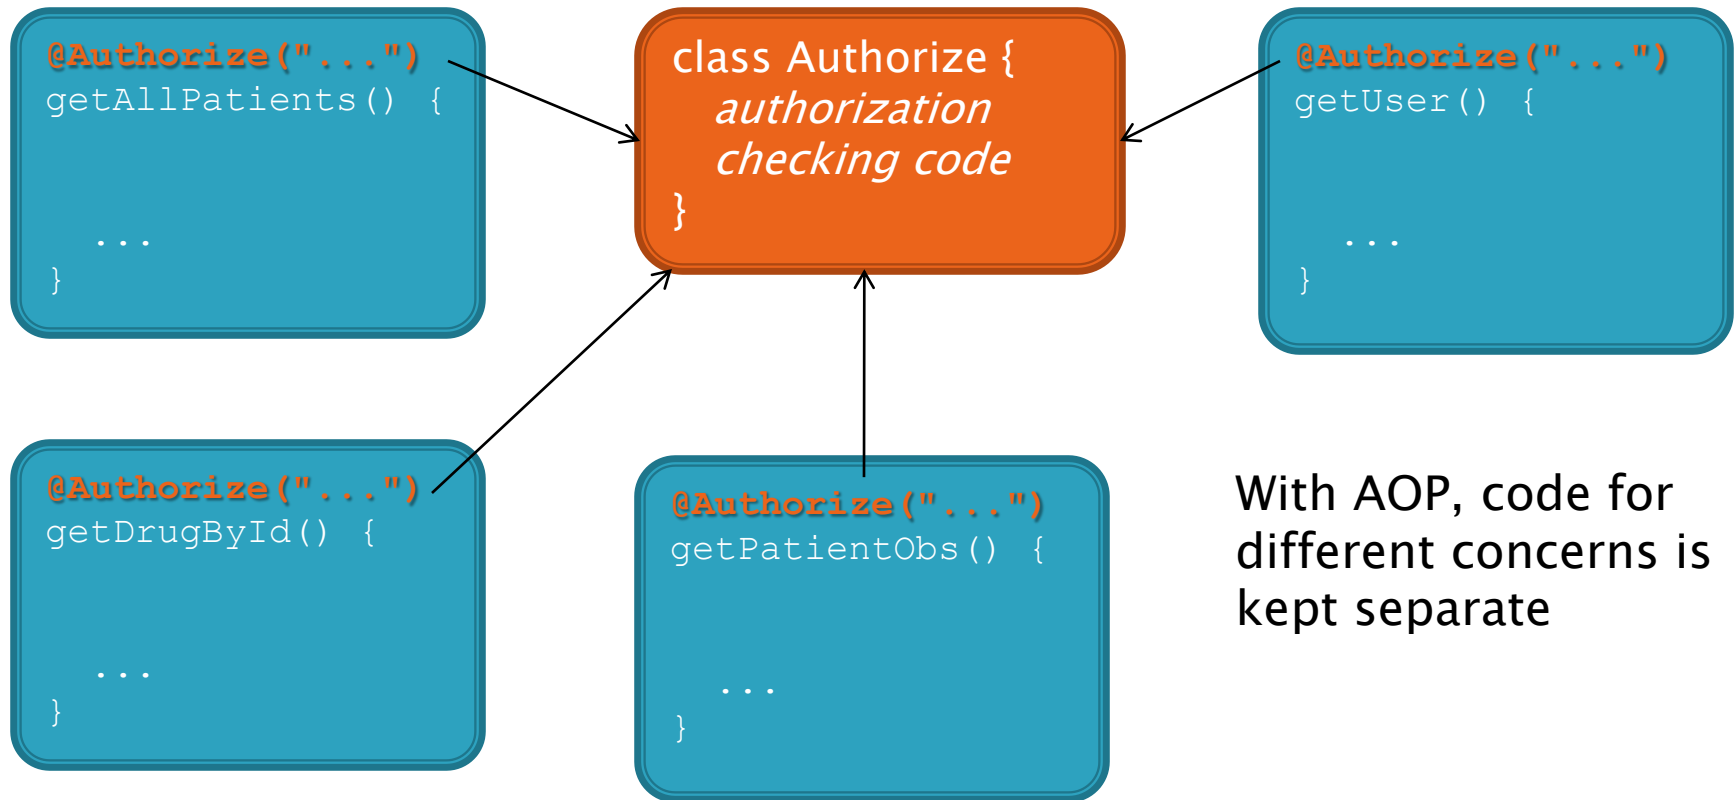 @Authorize("...")
getAllPatients() {
...
}
class Authorize {
authorization
checking code
}
@Authorize("...")
getUser() {
...
}
@Authorize("...")
getDrugById() {
...
}
@Authorize("...")
getPatientObs() {
...
}
With AOP, code for
different concerns is
kept separate